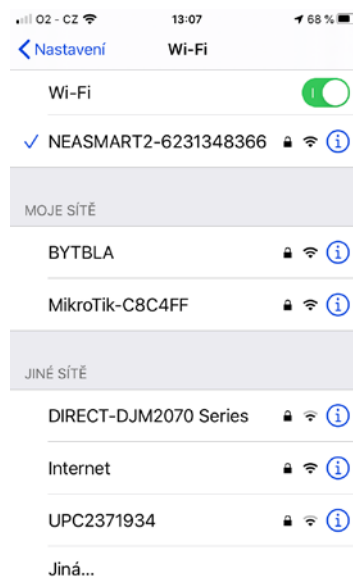 O2 - CZ 13:07 68 %
Nastavení Wi-Fi
Wi-Fi
NEASMART2-6231348366
MOJE SÍTĚ
BYTBLA
MikroTik-C8C4FF
JINÉ SÍTĚ
DIRECT-DJM2070 Series
Internet
UPC2371934
Jiná...